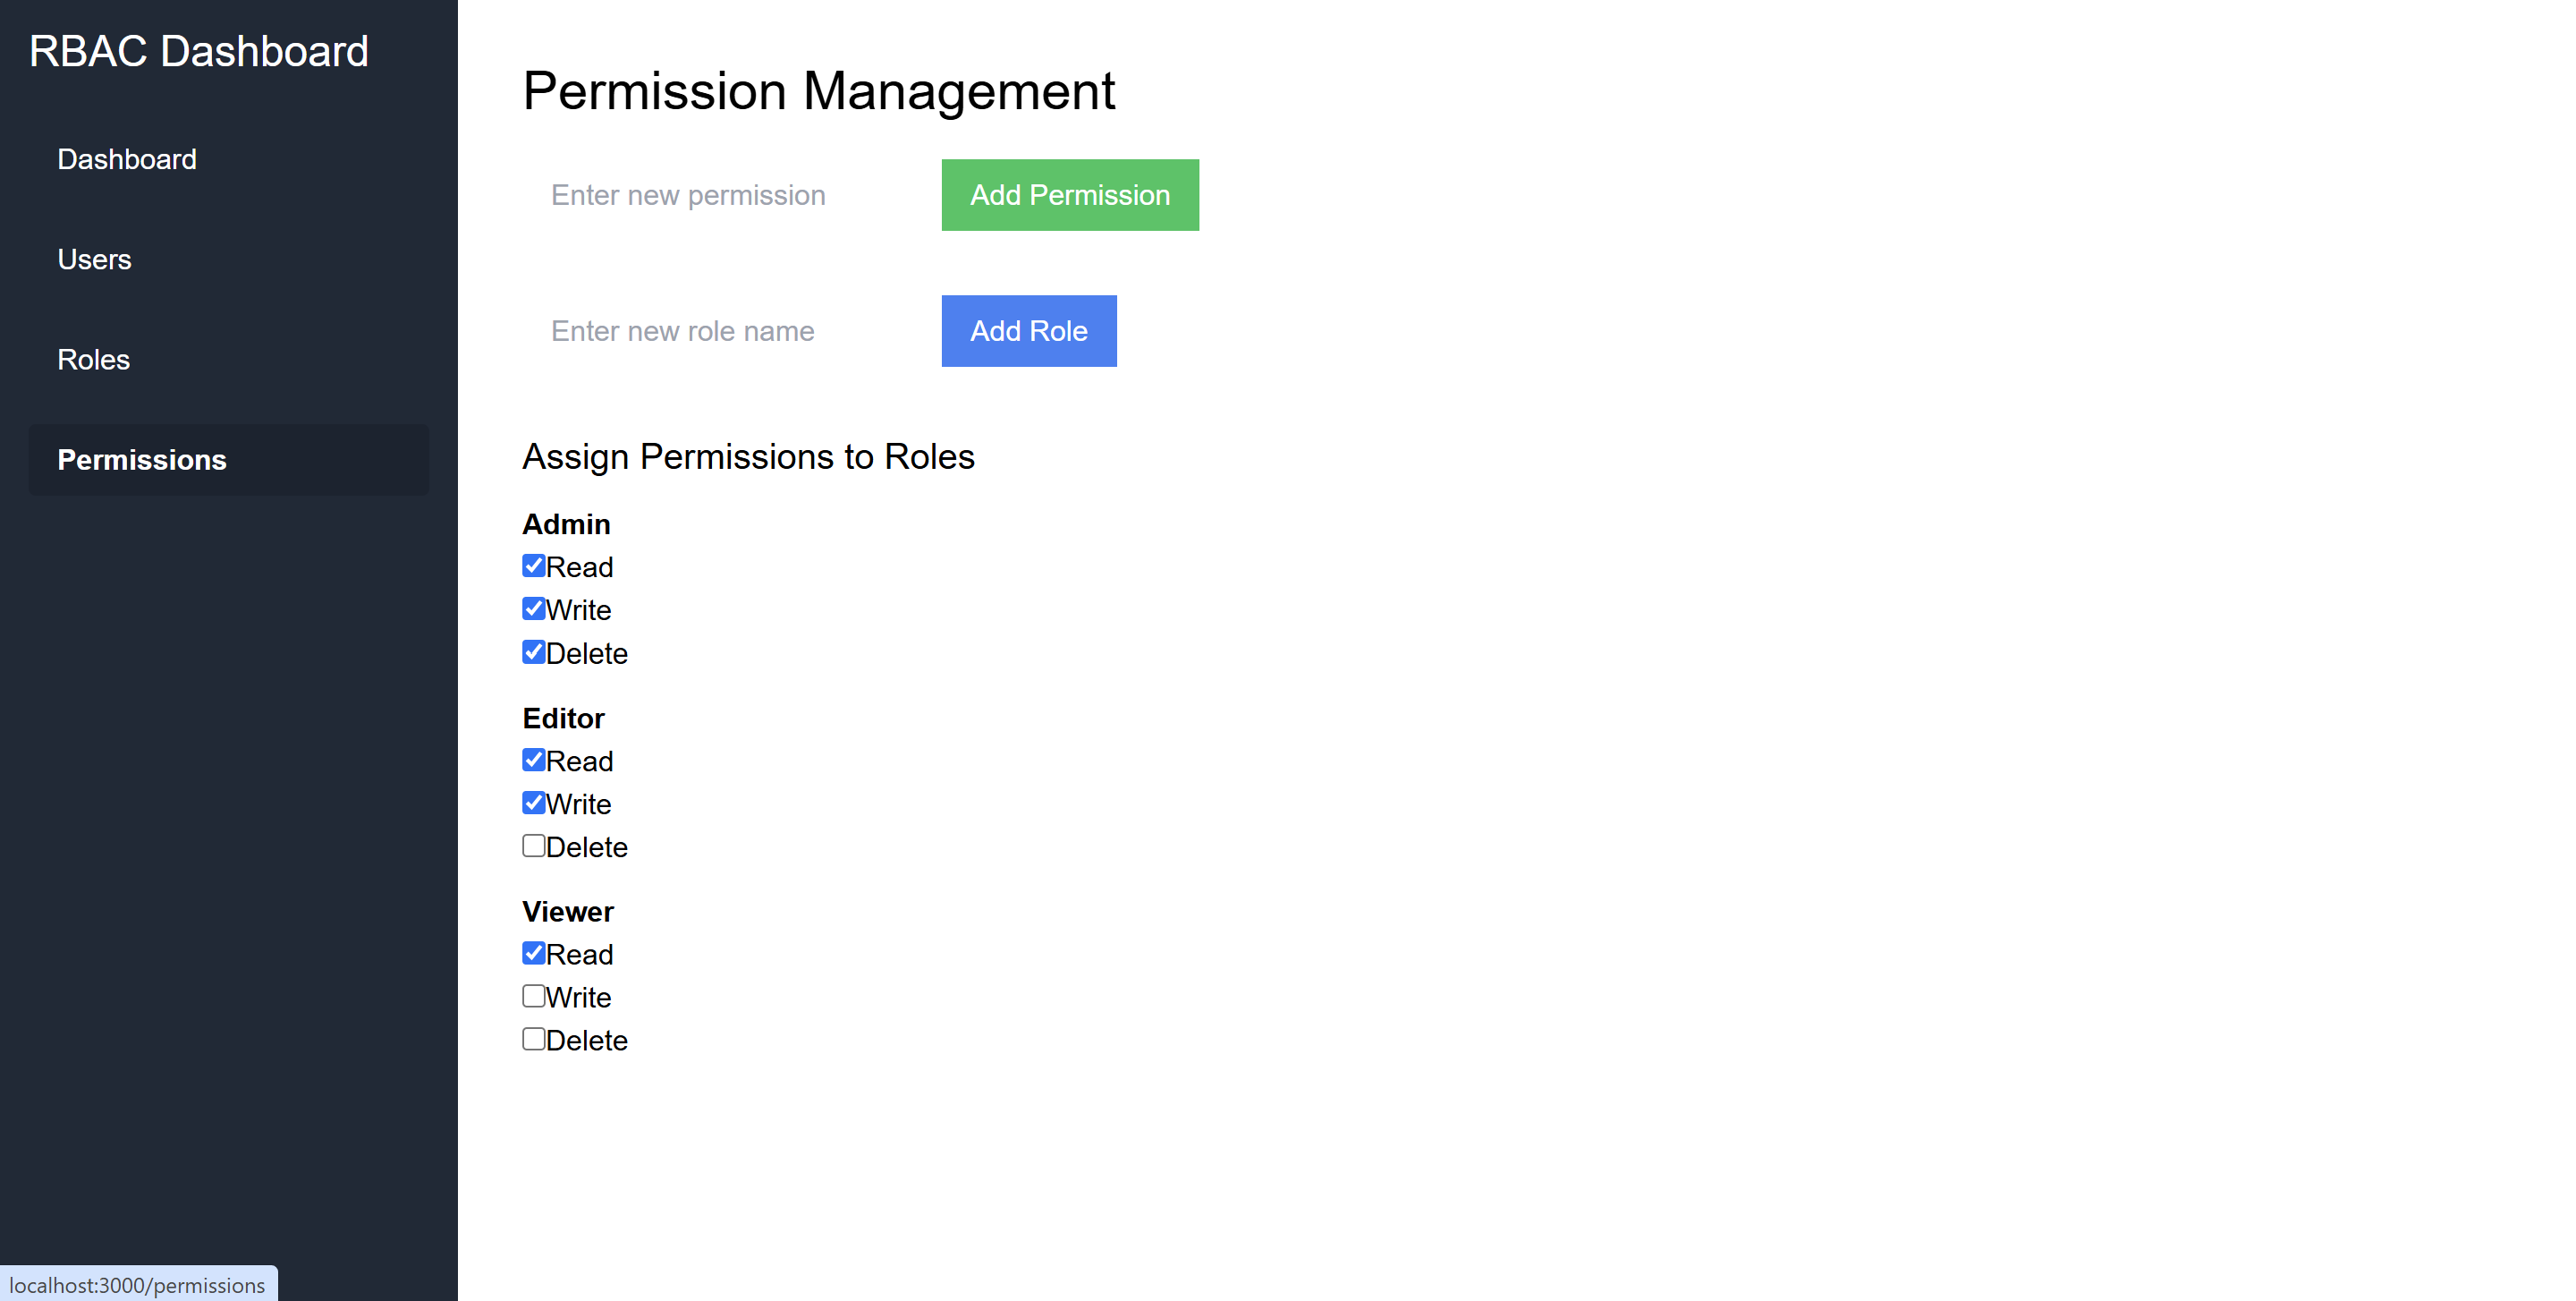 RBAC Dashboard
Dashboard
Users
Roles
Permissions
Permission Management
Enter new permission
Add Permission
Enter new role name
Add Role
Assign Permissions to Roles
Admin
Read
Write
Delete
Editor
Read
Write
Delete
Viewer
Read
Write
Delete
localhost:3000/permissions